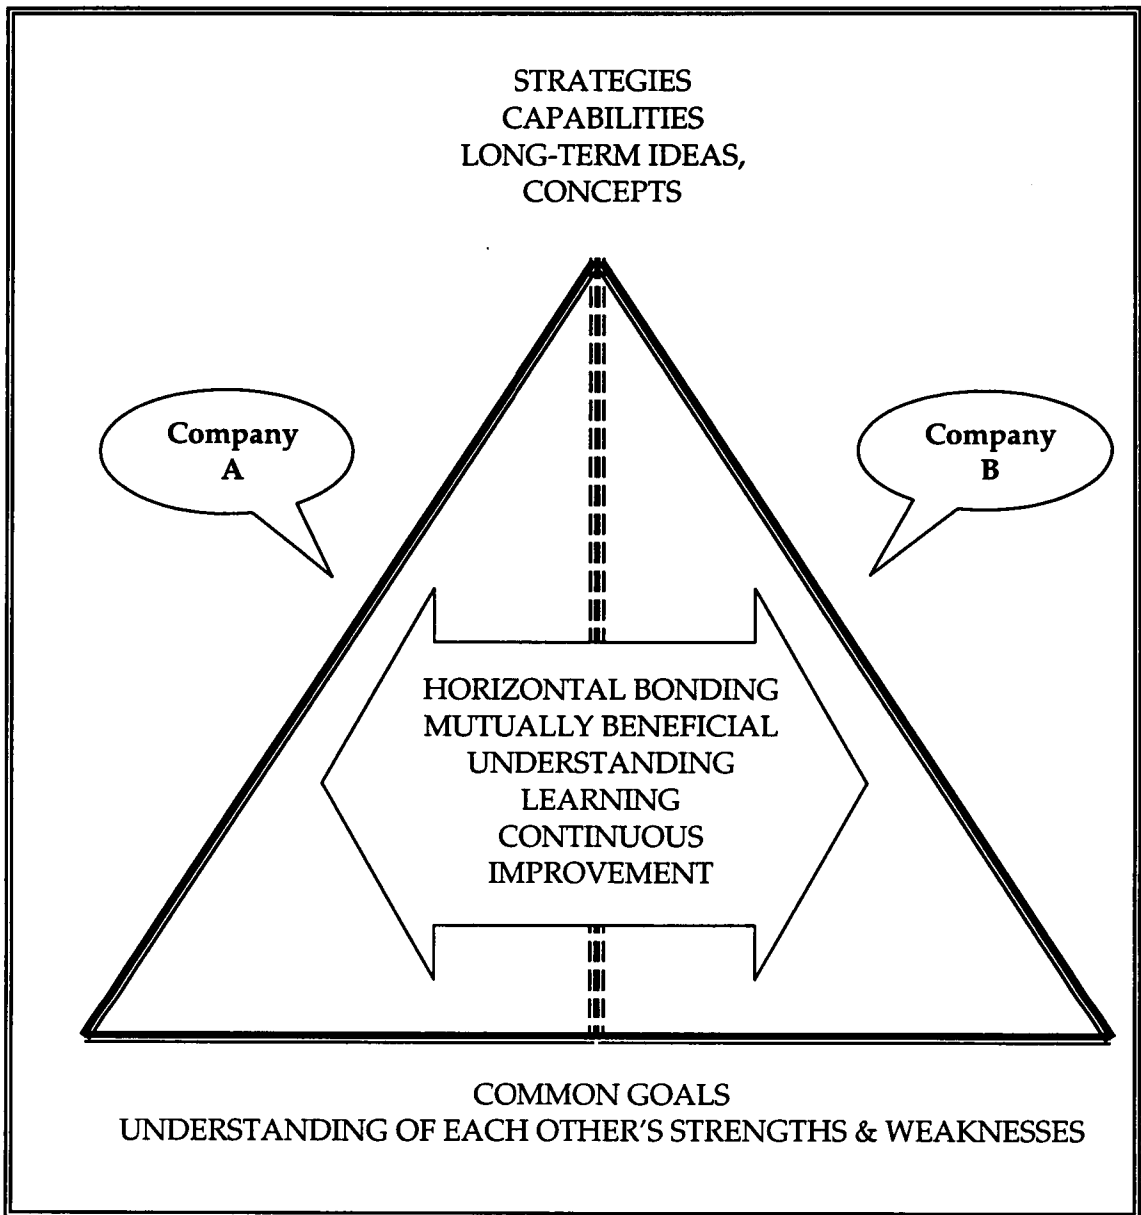 STRATEGIES
CAPABILITIES
LONG-TERM IDEAS,
CONCEPTS
Company
A
Company
B
HORIZONTAL BONDING
MUTUALLY BENEFICIAL
UNDERSTANDING
LEARNING
CONTINUOUS
IMPROVEMENT
COMMON GOALS
UNDERSTANDING OF EACH OTHER'S STRENGTHS & WEAKNESSES